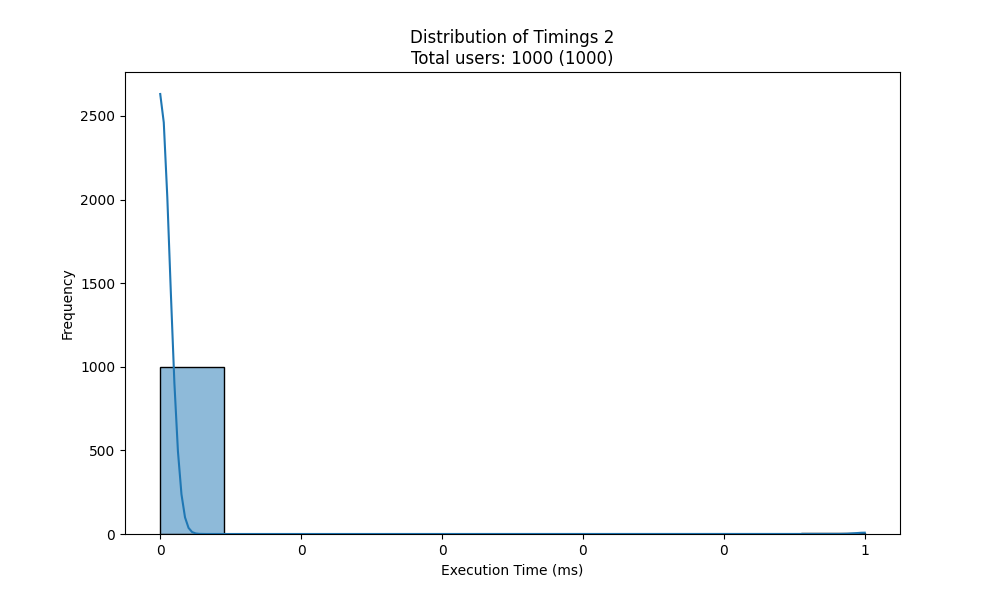 Distribution of Timings 2
Total users: 1000 (1000)
2500
2000
1500
1000
500
0
Frequency
0 0 0 0 0 1
Execution Time (ms)